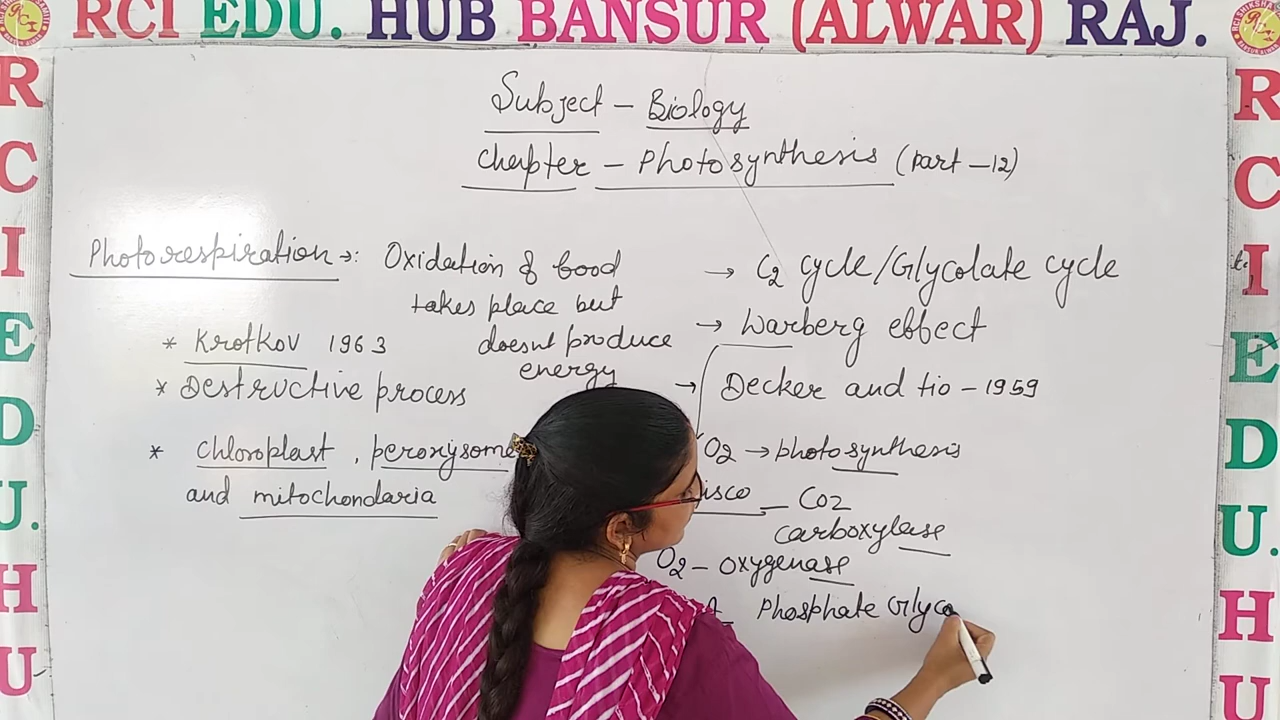 RCI EDU. HUB BANSUR (ALWAR) RAJ.
Subject - Biology
Chapter - Photosynthesis (Part - 12)
Photorespiration →: Oxidation of food
takes place but
doesnt produce
energy
* Krotkov 1963
* Destructive process
* Chloroplast, peroxysome
and mitochondaria
→ C2 cycle/Glycolate cycle
→ Warberg effect
→ Decker and tio - 1959
O2 → photosynthesis
isco - CO2
carboxylase
O2 - oxygenase
Phosphate Glyco
R
C
I
E
D
U.
H
U
R
C
I
E
D
U.
H
U